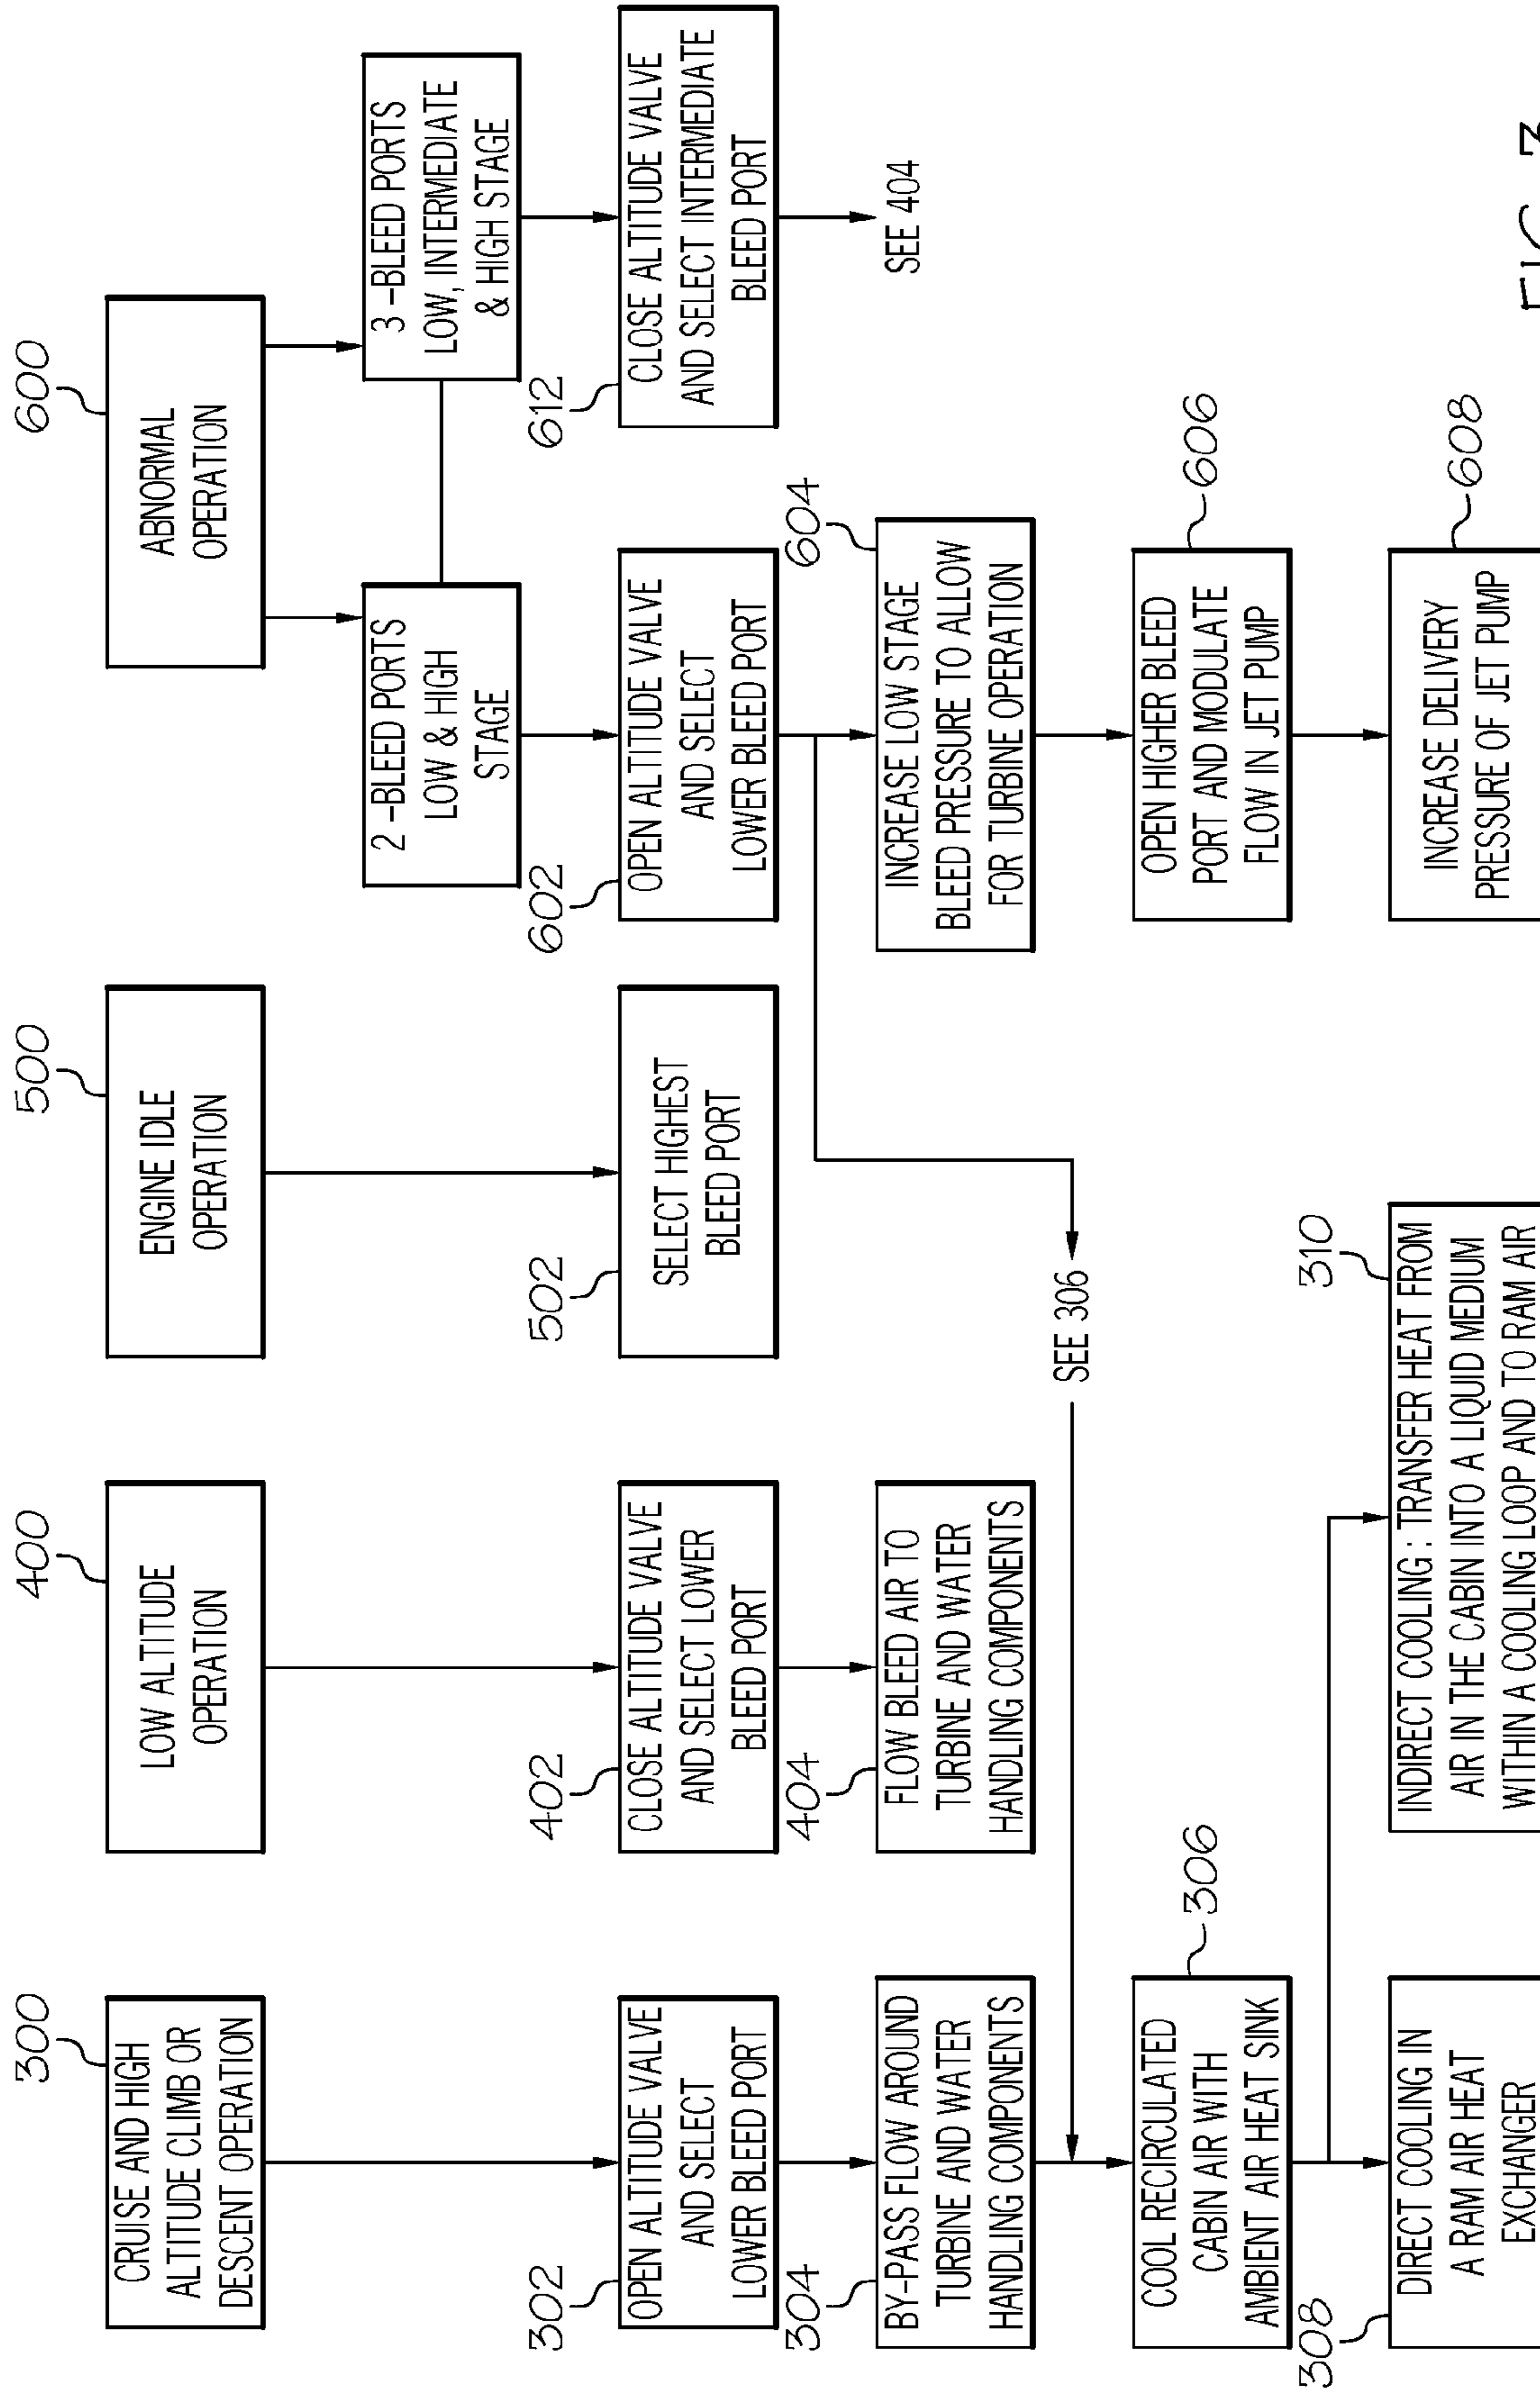 300
CRUISE AND HIGH
ALTITUDE CLIMB OR
DESCENT OPERATION
400
LOW ALTITUDE
OPERATION
500
ENGINE IDLE
OPERATION
600
ABNORMAL
OPERATION
2 -BLEED PORTS
LOW & HIGH
STAGE
3 -BLEED PORTS
LOW, INTERMEDIATE
& HIGH STAGE
302
OPEN ALTITUDE VALVE
AND SELECT
LOWER BLEED PORT
402
CLOSE ALTITUDE VALVE
AND SELECT LOWER
BLEED PORT
502
SELECT HIGHEST
BLEED PORT
602
OPEN ALTITUDE VALVE
AND SELECT
LOWER BLEED PORT
612
CLOSE ALTITUDE VALVE
AND SELECT INTERMEDIATE
BLEED PORT
304
BY-PASS FLOW AROUND
TURBINE AND WATER
HANDLING COMPONENTS
404
FLOW BLEED AIR TO
TURBINE AND WATER
HANDLING COMPONENTS
604
INCREASE LOW STAGE
BLEED PRESSURE TO ALLOW
FOR TURBINE OPERATION
SEE 404
SEE 306
306
COOL RECIRCULATED
CABIN AIR WITH
AMBIENT AIR HEAT SINK
606
OPEN HIGHER BLEED
PORT AND MODULATE
FLOW IN JET PUMP
308
DIRECT COOLING IN
A RAM AIR HEAT
EXCHANGER
310
INDIRECT COOLING : TRANSFER HEAT FROM
AIR IN THE CABIN INTO A LIQUID MEDIUM
WITHIN A COOLING LOOP AND TO RAM AIR
608
INCREASE DELIVERY
PRESSURE OF JET PUMP